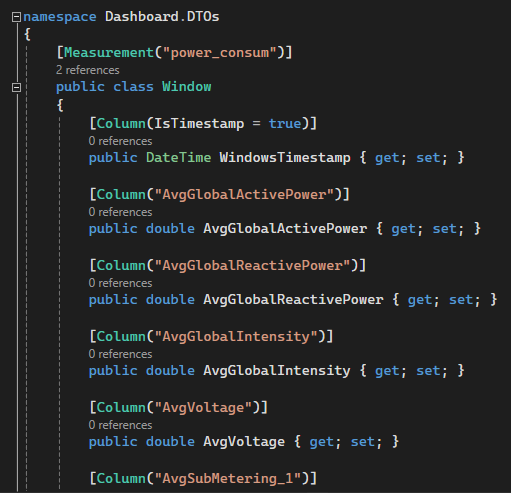 namespace Dashboard.DTOs
{
[Measurement("power_consum")]
2 references
public class Window
{
[Column(IsTimestamp = true)]
0 references
public DateTime WindowsTimestamp { get; set; }
[Column("AvgGlobalActivePower")]
0 references
public double AvgGlobalActivePower { get; set; }
[Column("AvgGlobalReactivePower")]
0 references
public double AvgGlobalReactivePower { get; set; }
[Column("AvgGlobalIntensity")]
0 references
public double AvgGlobalIntensity { get; set; }
[Column("AvgVoltage")]
0 references
public double AvgVoltage { get; set; }
[Column("AvgSubMetering_1")]